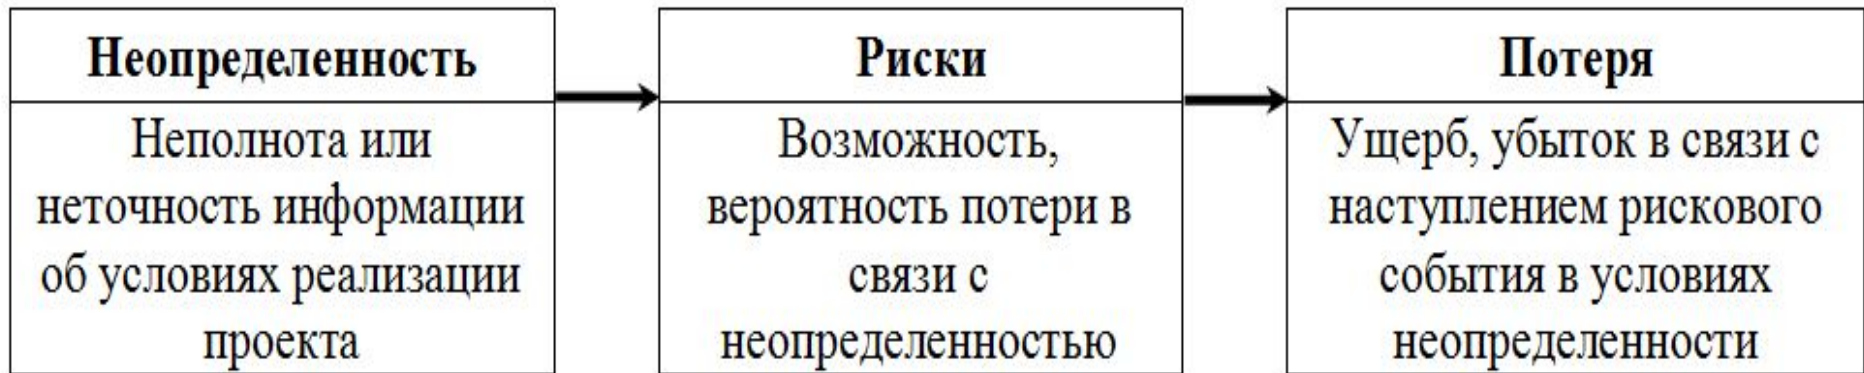 Неопределенность
Неполнота или
неточность информации
об условиях реализации
проекта
Риски
Возможность,
вероятность потери в
связи с
неопределенностью
Потеря
Ущерб, убыток в связи с
наступлением рискового
события в условиях
неопределенности